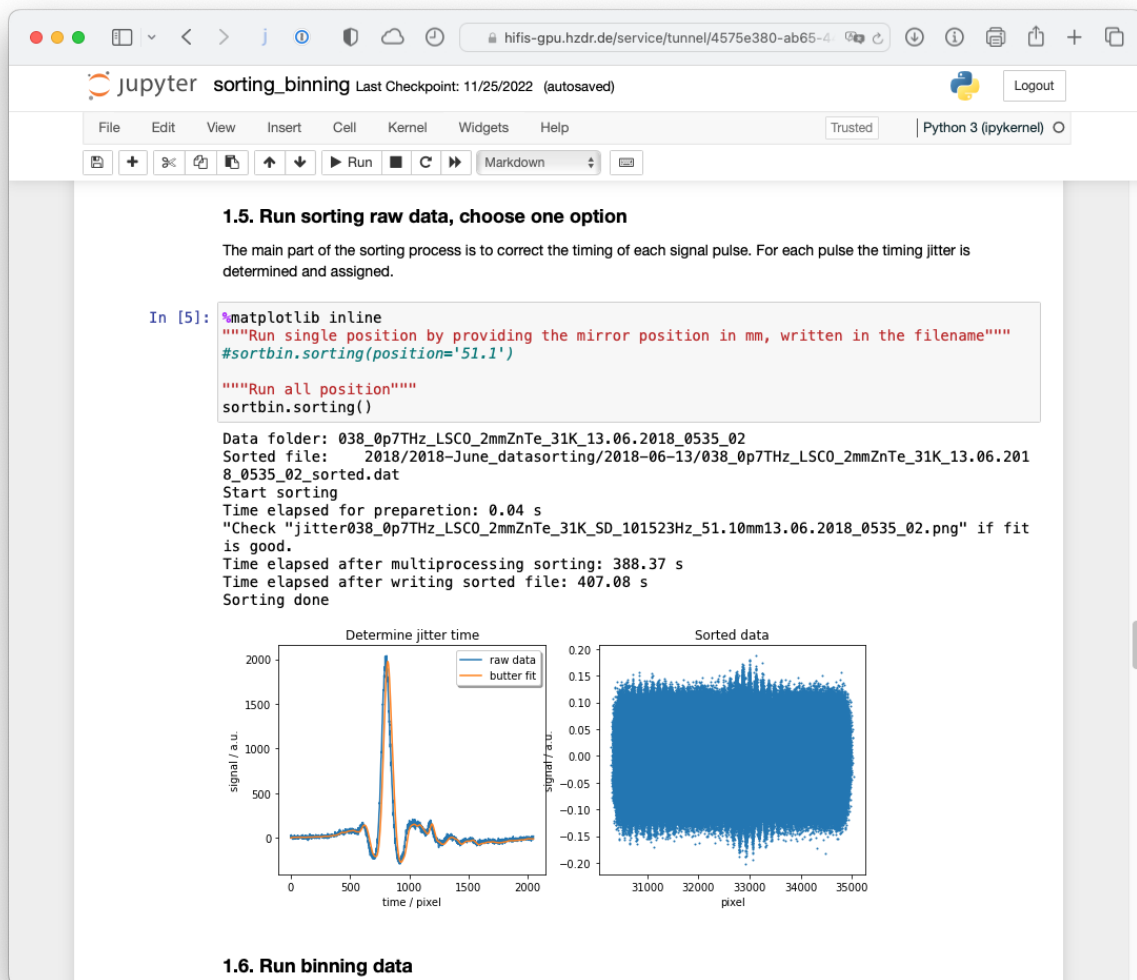 hifis-gpu.hzdr.de/service/tunnel/4575e380-ab65-4
jupyter sorting_binning Last Checkpoint: 11/25/2022 (autosaved)
Logout
File Edit View Insert Cell Kernel Widgets Help
Trusted
Python 3 (ipykernel)
Run
Markdown
1.5. Run sorting raw data, choose one option
The main part of the sorting process is to correct the timing of each signal pulse. For each pulse the timing jitter is
determined and assigned.
In [5]:
%matplotlib inline
"""Run single position by providing the mirror position in mm, written in the filename"""
#sortbin.sorting(position='51.1')
"""Run all position"""
sortbin.sorting()
Data folder: 038_0p7THz_LSCO_2mmZnTe_31K_13.06.2018_0535_02
Sorted file:    2018/2018-June_datasorting/2018-06-13/038_0p7THz_LSCO_2mmZnTe_31K_13.06.201
8_0535_02_sorted.dat
Start sorting
Time elapsed for preparetion: 0.04 s
"Check "jitter038_0p7THz_LSCO_2mmZnTe_31K_SD_101523Hz_51.10mm13.06.2018_0535_02.png" if fit
is good.
Time elapsed after multiprocessing sorting: 388.37 s
Time elapsed after writing sorted file: 407.08 s
Sorting done
Determine jitter time
raw data
butter fit
2000
1500
1000
500
0
signal / a.u.
0 500 1000 1500 2000
time / pixel
Sorted data
0.20
0.15
0.10
0.05
0.00
−0.05
−0.10
−0.15
−0.20
signal / a.u.
31000 32000 33000 34000 35000
pixel
1.6. Run binning data